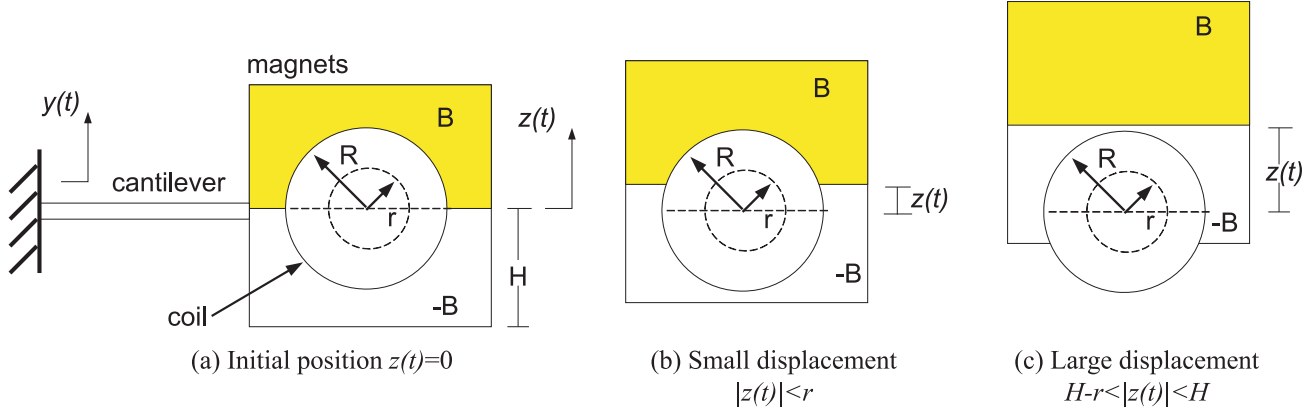 magnets
y(t)
cantilever
coil
B
R
r
-B
z(t)
H
(a) Initial position z(t)=0
B
R
r
-B
z(t)
(b) Small displacement
|z(t)|<r
B
R
r
-B
z(t)
(c) Large displacement
H-r<|z(t)|<H